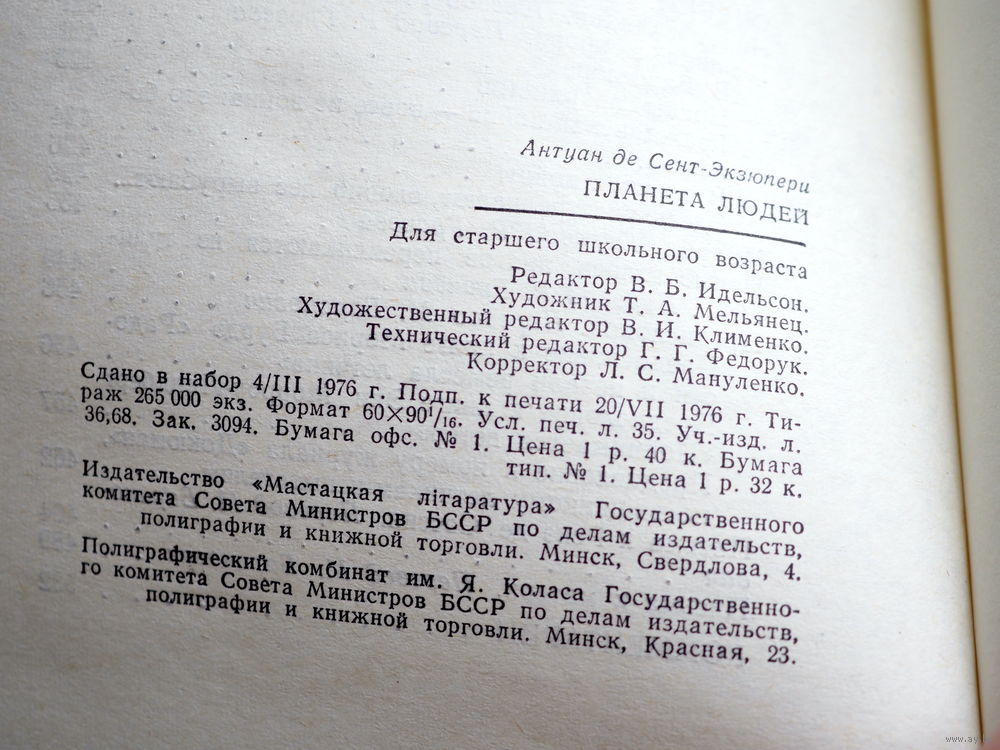 Антуан де Сент-Экзюпери
ПЛАНЕТА ЛЮДЕЙ
Для старшего школьного возраста
Редактор В. Б. Идельсон.
Художник Т. А. Мельянец.
Художественный редактор В. И. Клименко.
Технический редактор Г. Г. Федорук.
Корректор Л. С. Мануленко.
Сдано в набор 4/III 1976 г. Подп. к печати 20/VII 1976 г. Ти-
раж 265 000 экз. Формат 60×90¹/₁₆. Усл. печ. л. 35. Уч.-изд. л.
36,68. Зак. 3094. Бумага офс. № 1. Цена 1 р. 40 к. Бумага
тип. № 1. Цена 1 р. 32 к.
Издательство «Мастацкая літаратура» Государственного
комитета Совета Министров БССР по делам издательств,
полиграфии и книжной торговли. Минск, Свердлова, 4.
Полиграфический комбинат им. Я. Коласа Государственно-
го комитета Совета Министров БССР по делам издательств,
полиграфии и книжной торговли. Минск, Красная, 23.